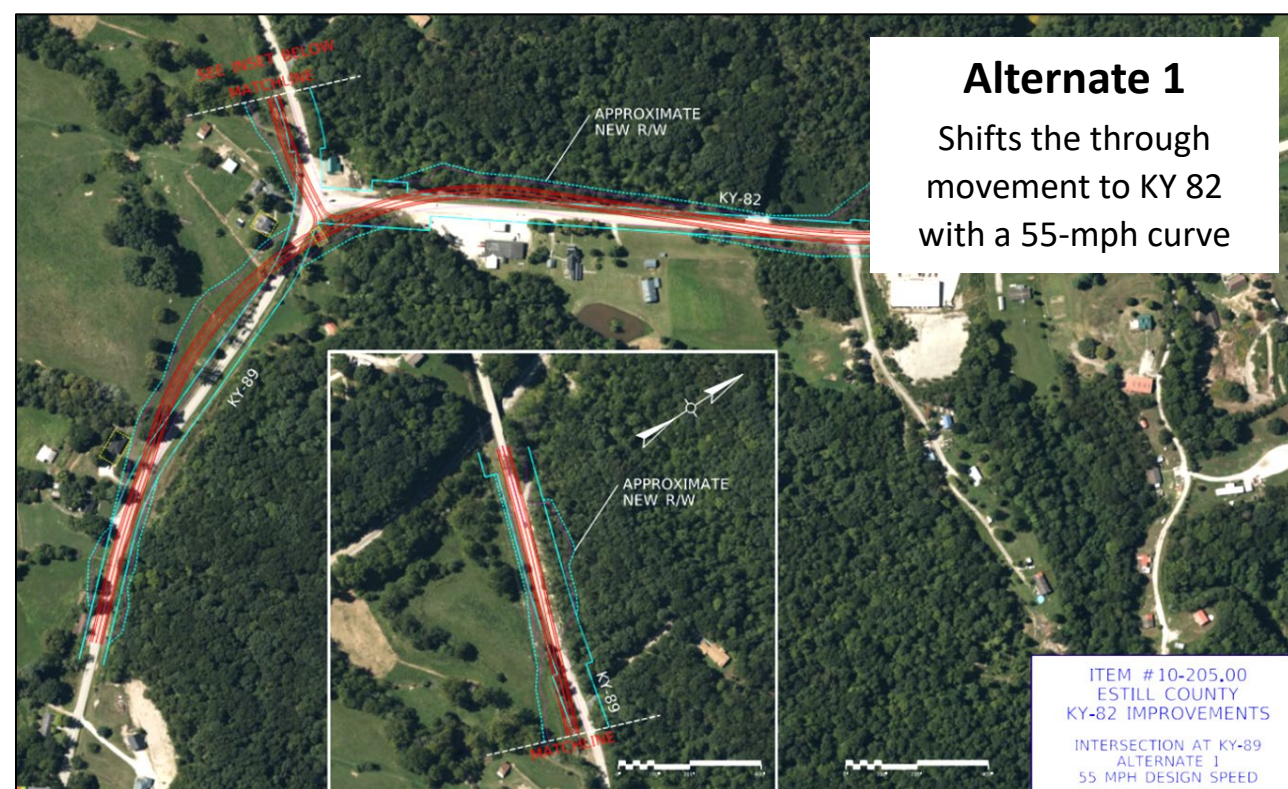 Alternate 1
Shifts the through
movement to KY 82
with a 55-mph curve
SEE INSET BELOW
MATCHLINE
APPROXIMATE
NEW R/W
KY-82
KY-89
APPROXIMATE
NEW R/W
KY-89
MATCHLINE
ITEM #10-205.00
ESTILL COUNTY
KY-82 IMPROVEMENTS
INTERSECTION AT KY-89
ALTERNATE 1
55 MPH DESIGN SPEED